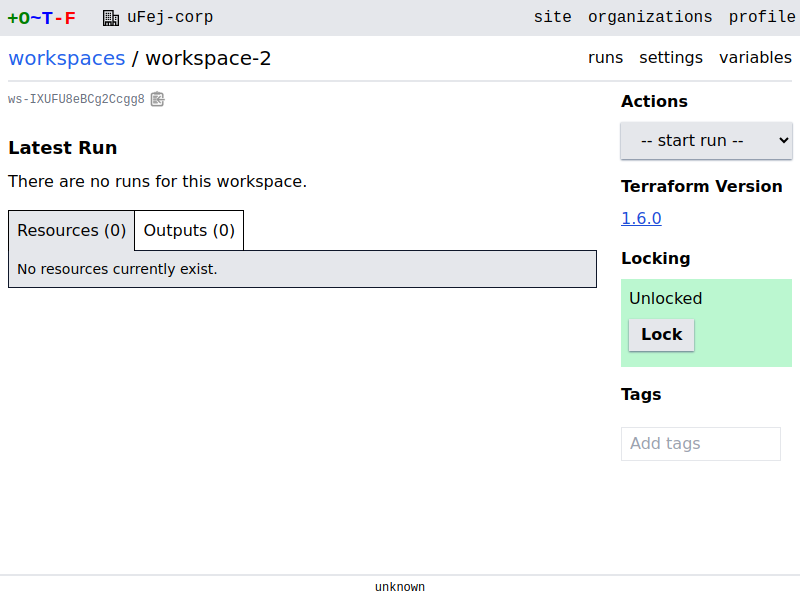 +O~T-F uFej-corp site organizations profile
workspaces / workspace-2 runs settings variables
ws-IXUFU8eBCg2Ccgg8
Actions
-- start run --
Latest Run
There are no runs for this workspace.
Resources (0) Outputs (0)
No resources currently exist.
Terraform Version
1.6.0
Locking
Unlocked
Lock
Tags
Add tags
unknown